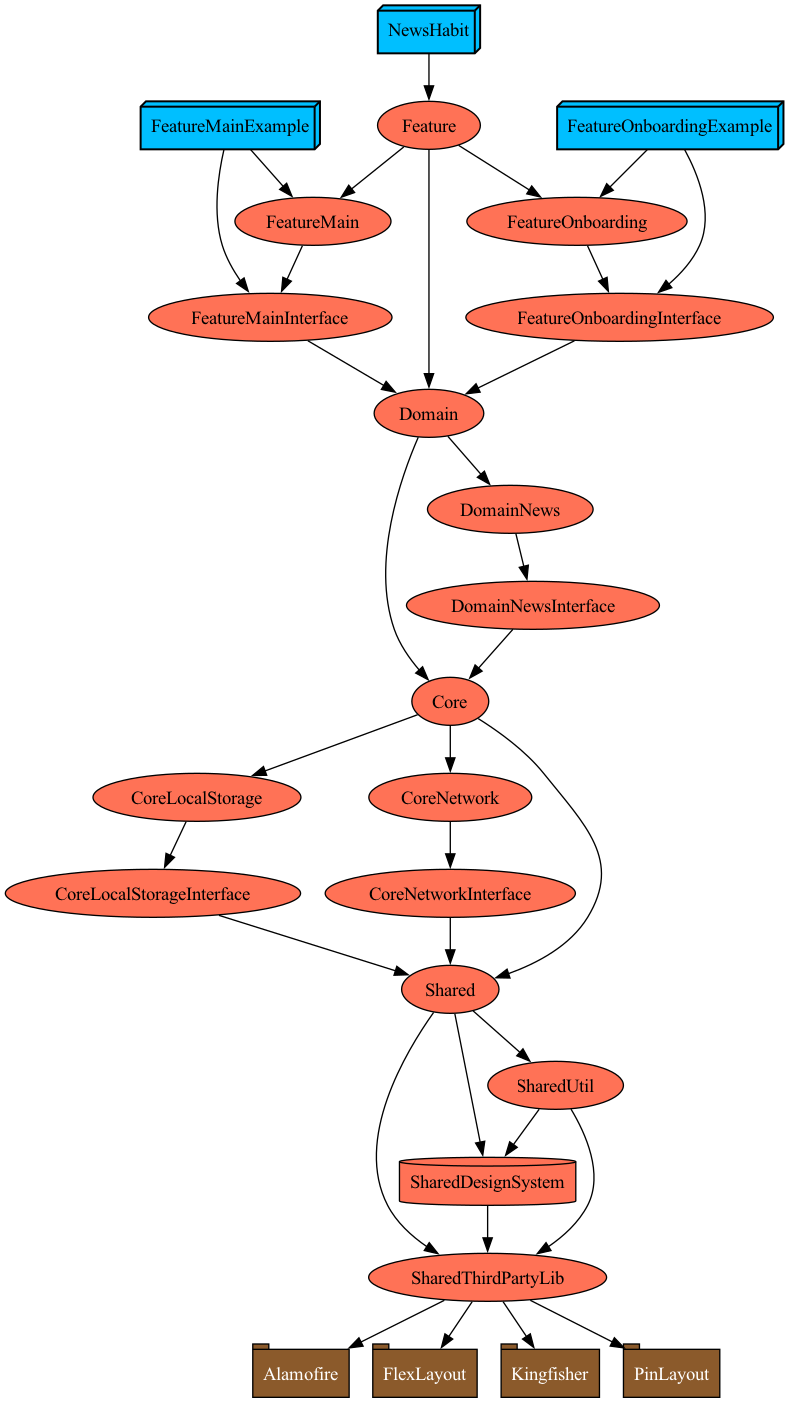 NewsHabit
FeatureMainExample
Feature
FeatureOnboardingExample
FeatureMain
FeatureOnboarding
FeatureMainInterface
FeatureOnboardingInterface
Domain
DomainNews
DomainNewsInterface
Core
CoreLocalStorage
CoreNetwork
CoreLocalStorageInterface
CoreNetworkInterface
Shared
SharedUtil
SharedDesignSystem
SharedThirdPartyLib
Alamofire
FlexLayout
Kingfisher
PinLayout